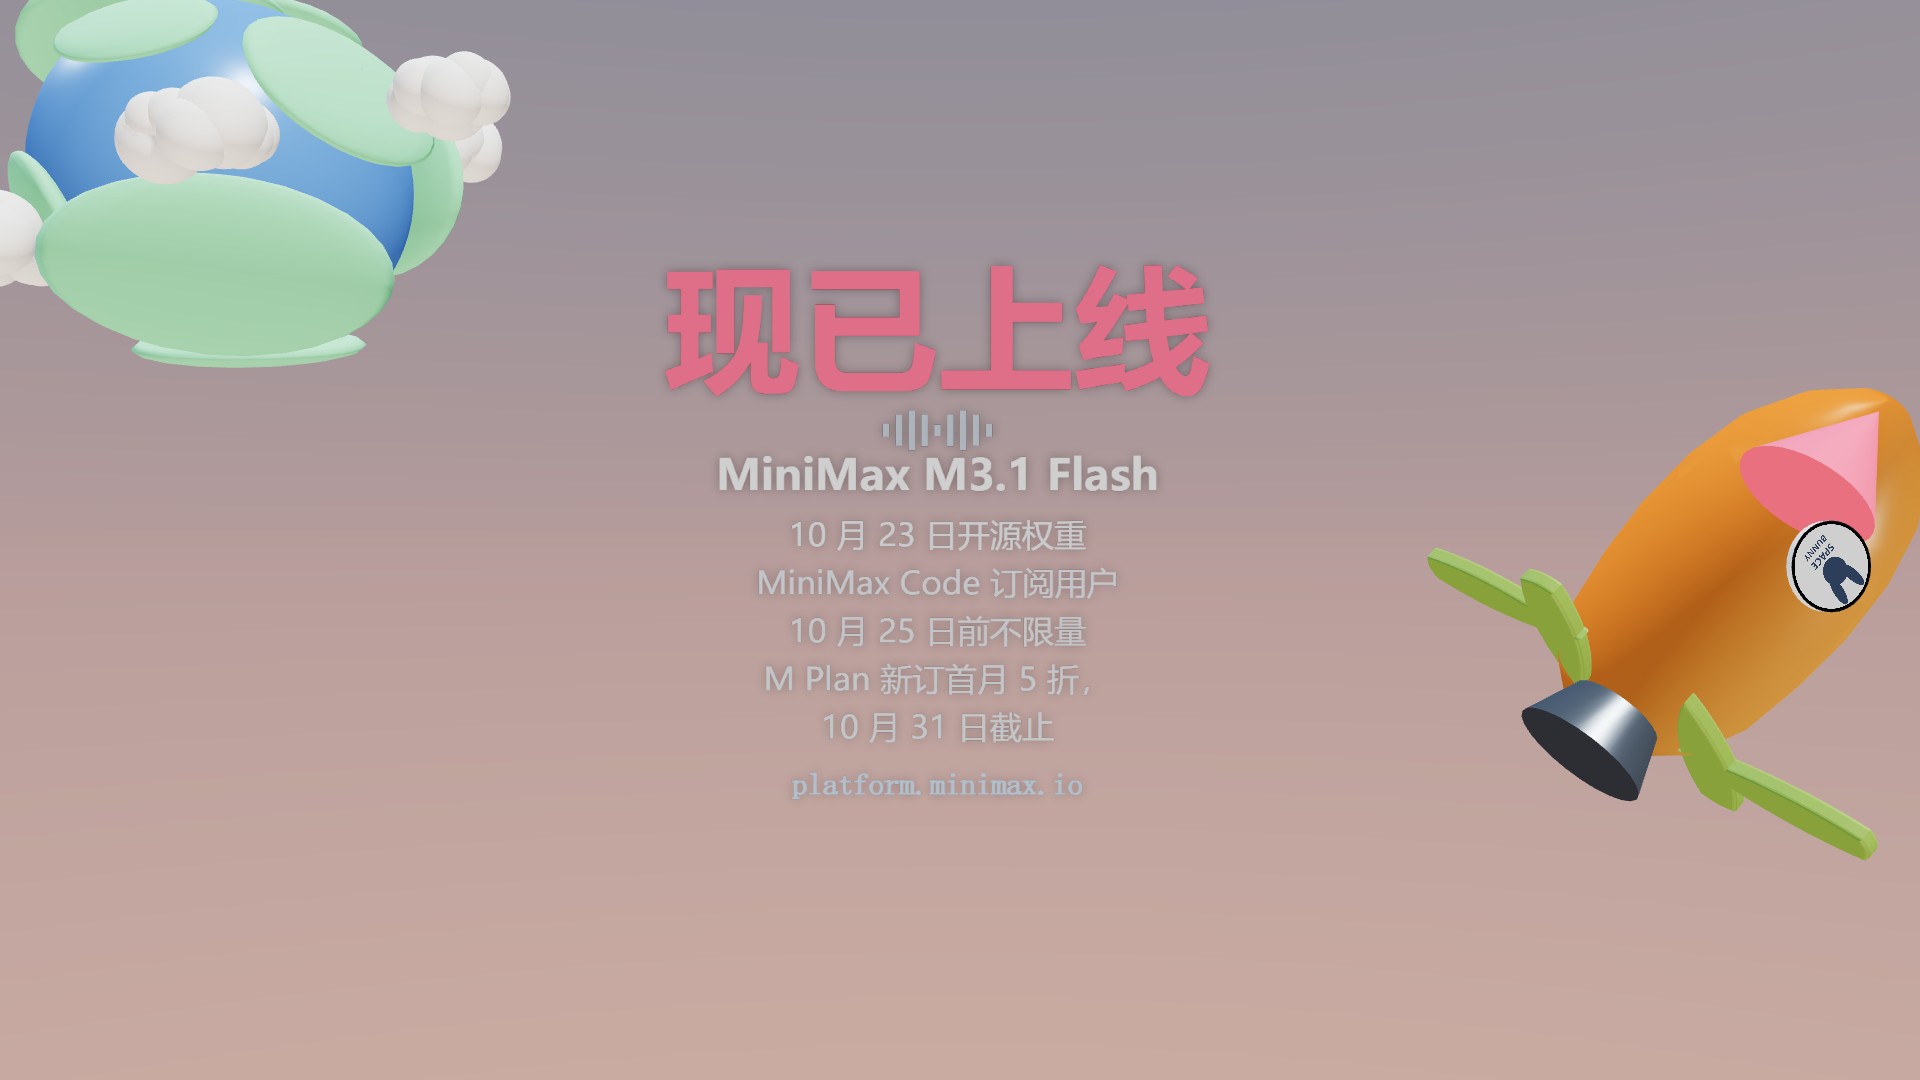 现已上线
MiniMax M3.1 Flash
10 月 23 日开源权重
MiniMax Code 订阅用户
10 月 25 日前不限量
M Plan 新订首月 5 折，
10 月 31 日截止
platform.minimax.io
SPACE
BUNNY